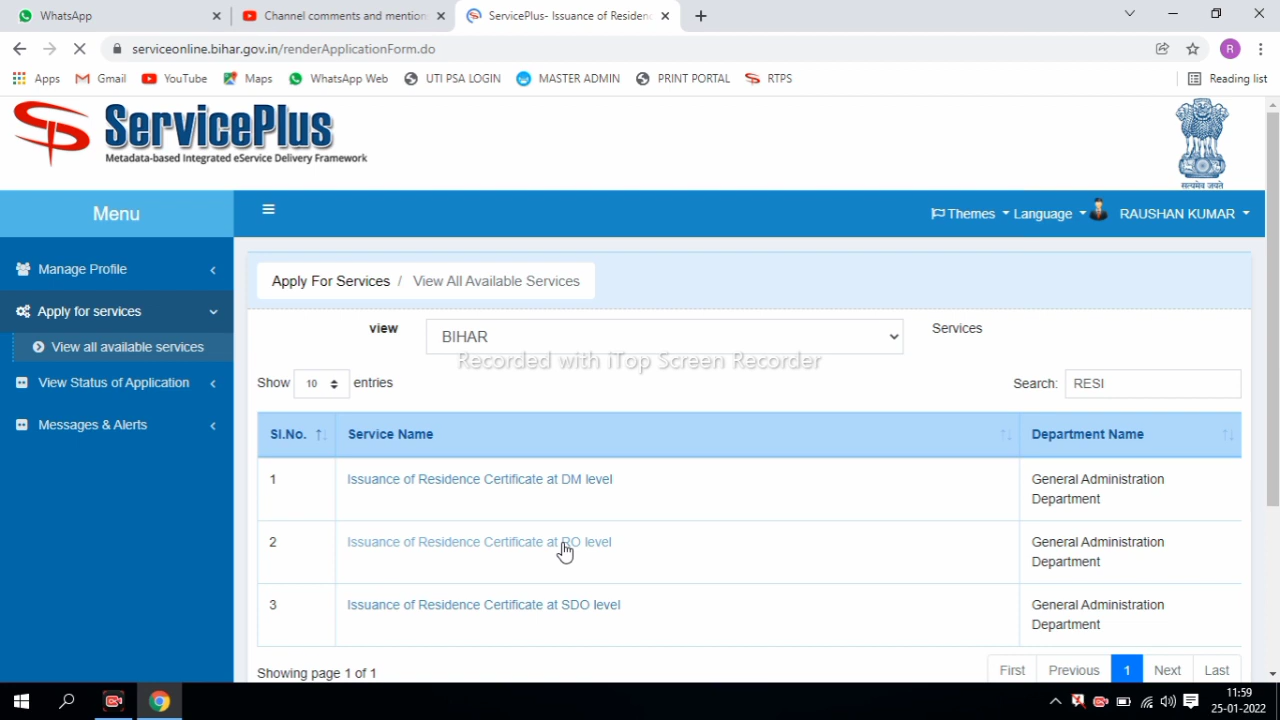 WhatsApp
Channel comments and mention
ServicePlus- Issuance of Residenc
serviceonline.bihar.gov.in/renderApplicationForm.do
R
Apps
Gmail
YouTube
Maps
WhatsApp Web
UTI PSA LOGIN
MASTER ADMIN
PRINT PORTAL
RTPS
Reading list
ServicePlus
Metadata-based Integrated eService Delivery Framework
सत्यमेव जयते
Menu
Themes
Language
RAUSHAN KUMAR
Manage Profile
Apply for services
View all available services
View Status of Application
Messages & Alerts
Apply For Services / View All Available Services
view
BIHAR
Services
Recorded with iTop Screen Recorder
Show 10 entries
Search: RESI
Sl.No. Service Name Department Name
1 Issuance of Residence Certificate at DM level General Administration
Department
2 Issuance of Residence Certificate at RO level General Administration
Department
3 Issuance of Residence Certificate at SDO level General Administration
Department
Showing page 1 of 1
First Previous 1 Next Last
11:59
25-01-2022